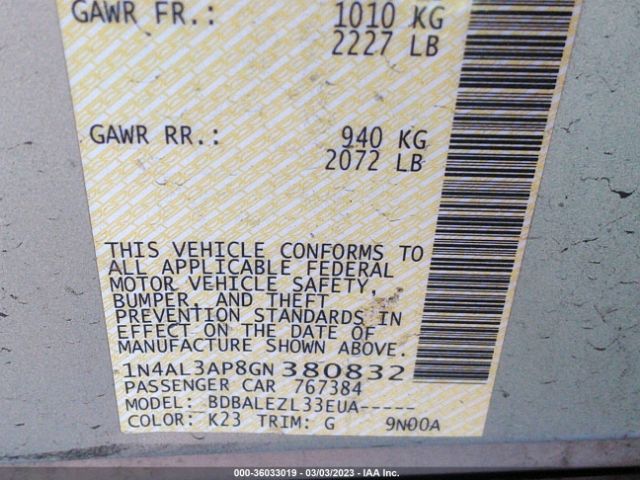 GAWR FR.: 1010 KG
2227 LB
GAWR RR.: 940 KG
2072 LB
THIS VEHICLE CONFORMS TO
ALL APPLICABLE FEDERAL
MOTOR VEHICLE SAFETY,
BUMPER, AND THEFT
PREVENTION STANDARDS IN
EFFECT ON THE DATE OF
MANUFACTURE SHOWN ABOVE.
1N4AL3AP8GN380832
PASSENGER CAR 767384
MODEL: BDBALEZL33EUA-----
COLOR: K23 TRIM: G 9N00A
000-36033019 - 03/03/2023 - IAA Inc.